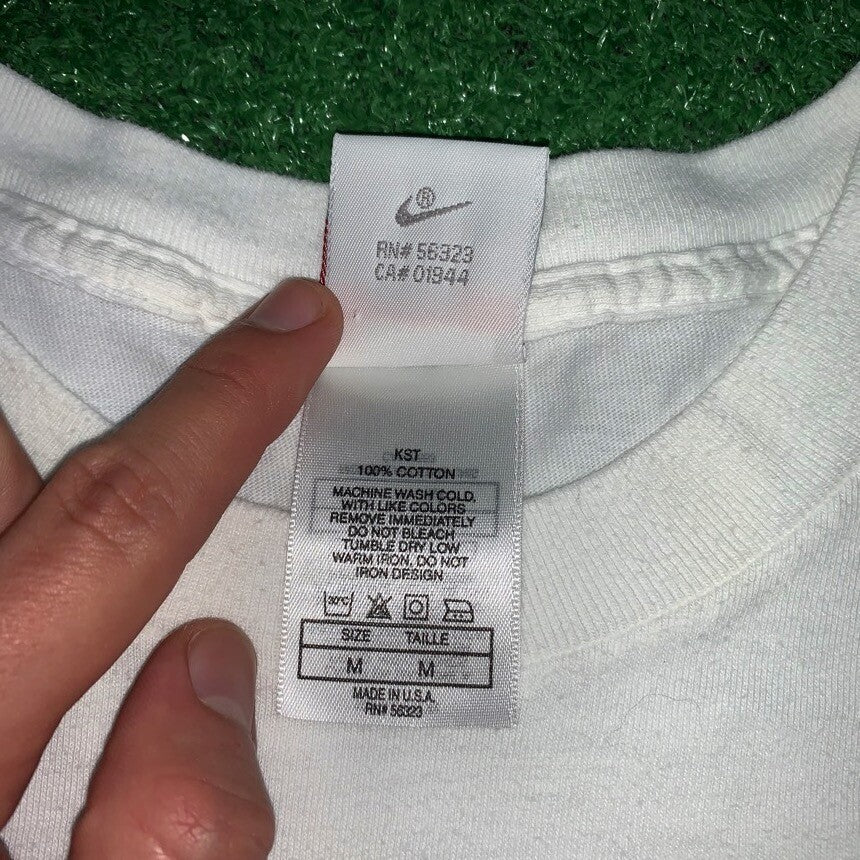 ®
RN# 56323
CA# 01944
KST
100% COTTON
MACHINE WASH COLD,
WITH LIKE COLORS
REMOVE IMMEDIATELY
DO NOT BLEACH
TUMBLE DRY LOW
WARM IRON, DO NOT
IRON DESIGN
30°C
SIZE TAILLE
M M
MADE IN U.S.A.
RN# 56323